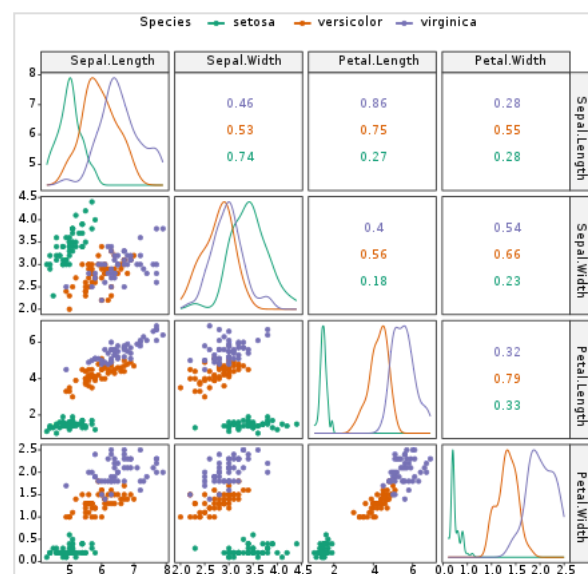 Species setosa versicolor virginica
Sepal.Length Sepal.Width Petal.Length Petal.Width
8
7
6
5
0.46 0.86 0.28
0.53 0.75 0.55
0.74 0.27 0.28
Sepal.Length
4.5
4.0
3.5
3.0
2.5
2.0
0.4 0.54
0.56 0.66
0.18 0.23
Sepal.Width
6
4
2
0.32
0.79
0.33
Petal.Length
2.5
2.0
1.5
1.0
0.5
0.0
Petal.Width
5 6 7 8 2.0 2.5 3.0 3.5 4.0 4.5 2 4 6 0.0 0.5 1.0 1.5 2.0 2.5